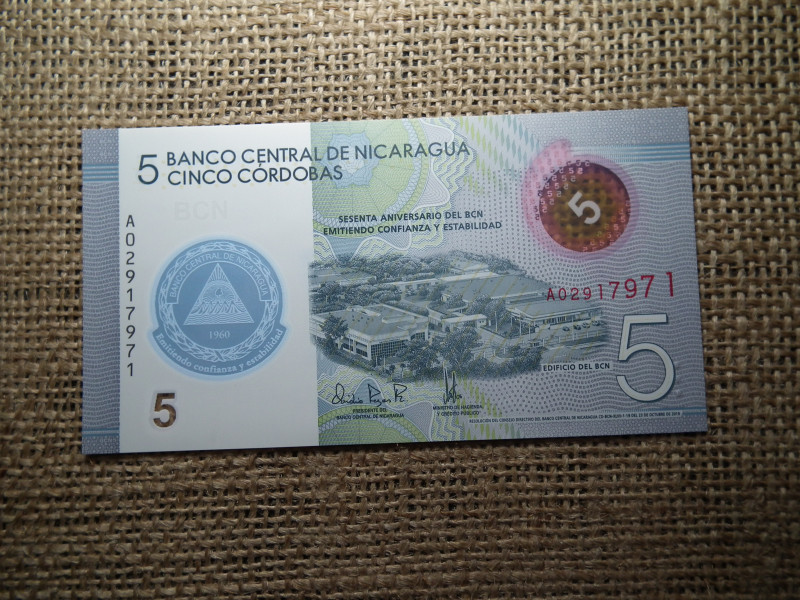 5 BANCO CENTRAL DE NICARAGUA
CINCO CÓRDOBAS
BCN
SESENTA ANIVERSARIO DEL BCN
EMITIENDO CONFIANZA Y ESTABILIDAD
5
A02917971
BANCO CENTRAL DE NICARAGUA
1960
Emitiendo confianza y estabilidad
A02917971
5
EDIFICIO DEL BCN
5
PRESIDENTE DEL
BANCO CENTRAL DE NICARAGUA
MINISTRO DE HACIENDA
Y CRÉDITO PÚBLICO